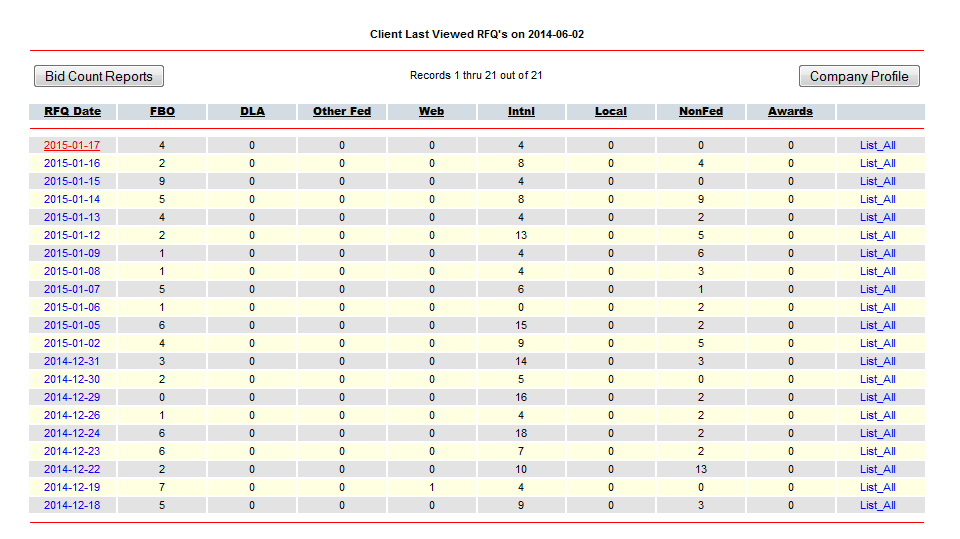 Client Last Viewed RFQ's on 2014-06-02
Bid Count Reports Records 1 thru 21 out of 21 Company Profile
RFQ Date FBO DLA Other Fed Web Intnl Local NonFed Awards
2015-01-17 4 0 0 0 4 0 0 0 List_All
2015-01-16 2 0 0 0 8 0 4 0 List_All
2015-01-15 9 0 0 0 4 0 0 0 List_All
2015-01-14 5 0 0 0 8 0 9 0 List_All
2015-01-13 4 0 0 0 4 0 2 0 List_All
2015-01-12 2 0 0 0 13 0 5 0 List_All
2015-01-09 1 0 0 0 4 0 6 0 List_All
2015-01-08 1 0 0 0 4 0 3 0 List_All
2015-01-07 5 0 0 0 6 0 1 0 List_All
2015-01-06 1 0 0 0 0 0 2 0 List_All
2015-01-05 6 0 0 0 15 0 2 0 List_All
2015-01-02 4 0 0 0 9 0 5 0 List_All
2014-12-31 3 0 0 0 14 0 3 0 List_All
2014-12-30 2 0 0 0 5 0 0 0 List_All
2014-12-29 0 0 0 0 16 0 2 0 List_All
2014-12-26 1 0 0 0 4 0 2 0 List_All
2014-12-24 6 0 0 0 18 0 2 0 List_All
2014-12-23 6 0 0 0 7 0 2 0 List_All
2014-12-22 2 0 0 0 10 0 13 0 List_All
2014-12-19 7 0 0 1 4 0 0 0 List_All
2014-12-18 5 0 0 0 9 0 3 0 List_All